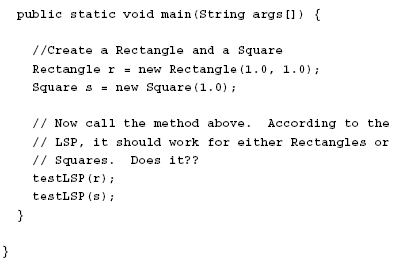 public static void main(String args[]) {
//Create a Rectangle and a Square
Rectangle r = new Rectangle(1.0, 1.0);
Square s = new Square(1.0);
// Now call the method above.  According to the
// LSP, it should work for either Rectangles or
// Squares.  Does it??
testLSP(r);
testLSP(s);
}
}